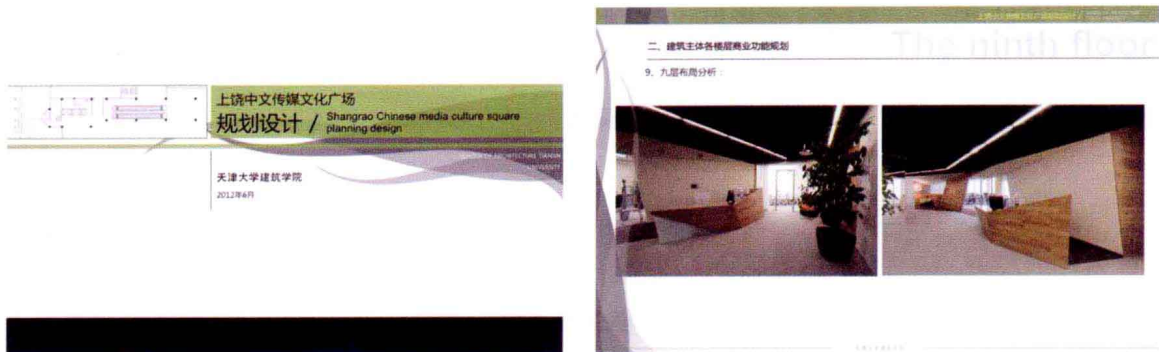 上饶中文传媒文化广场
规划设计 / Shangrao Chinese media culture square
planning design
天津大学建筑学院
2012年6月
The ninth floor
二、建筑主体各楼层商业功能规划
9、九层布局分析：